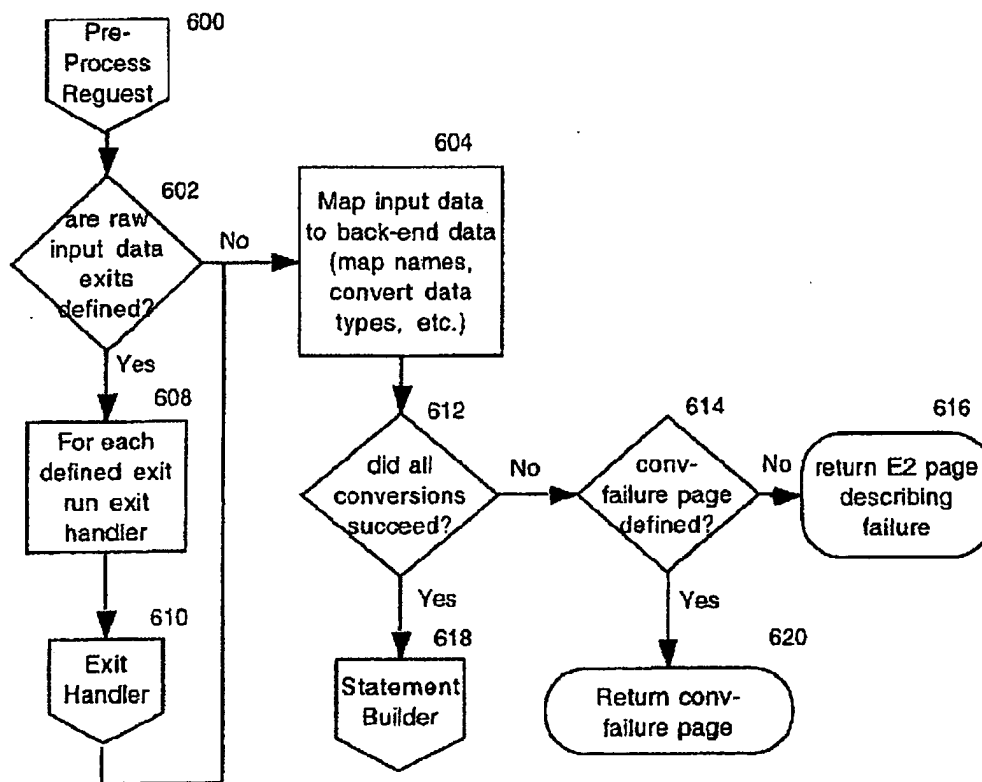 600
Pre-
Process
Reguest
602
are raw
input data
exits
defined?
No
Yes
604
Map input data
to back-end data
(map names,
convert data
types, etc.)
608
For each
defined exit
run exit
handler
610
Exit
Handler
612
did all
conversions
succeed?
No
Yes
614
conv-
failure page
defined?
No
Yes
616
return E2 page
describing
failure
618
Statement
Builder
620
Return conv-
failure page